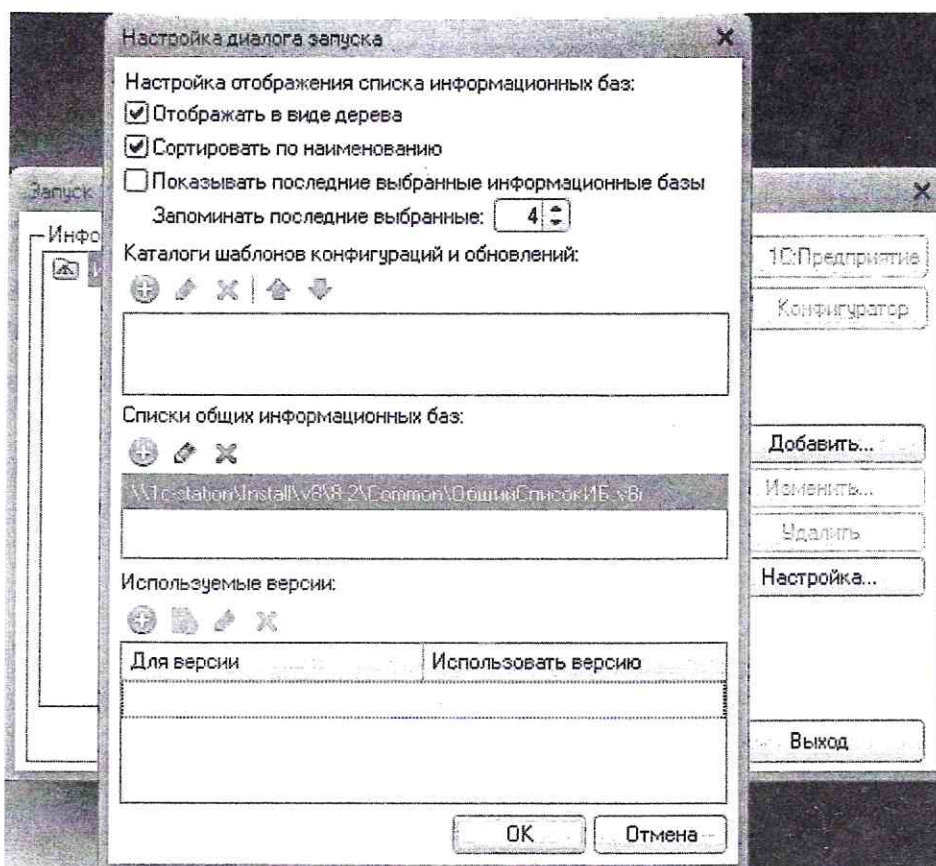 Настройка диалога запуска
Настройка отображения списка информационных баз:
Отображать в виде дерева
Сортировать по наименованию
Показывать последние выбранные информационные базы
Запоминать последние выбранные: 4
Каталоги шаблонов конфигураций и обновлений:
Списки общих информационных баз:
\\1c-station\Install\v8\8.2\Common\ОбщийСписокИБ.v8i
Используемые версии:
Для версии Использовать версию
OK Отмена
Запуск
Инфо
1С:Предприятие
Конфигуратор
Добавить...
Изменить...
Удалить
Настройка...
Выход